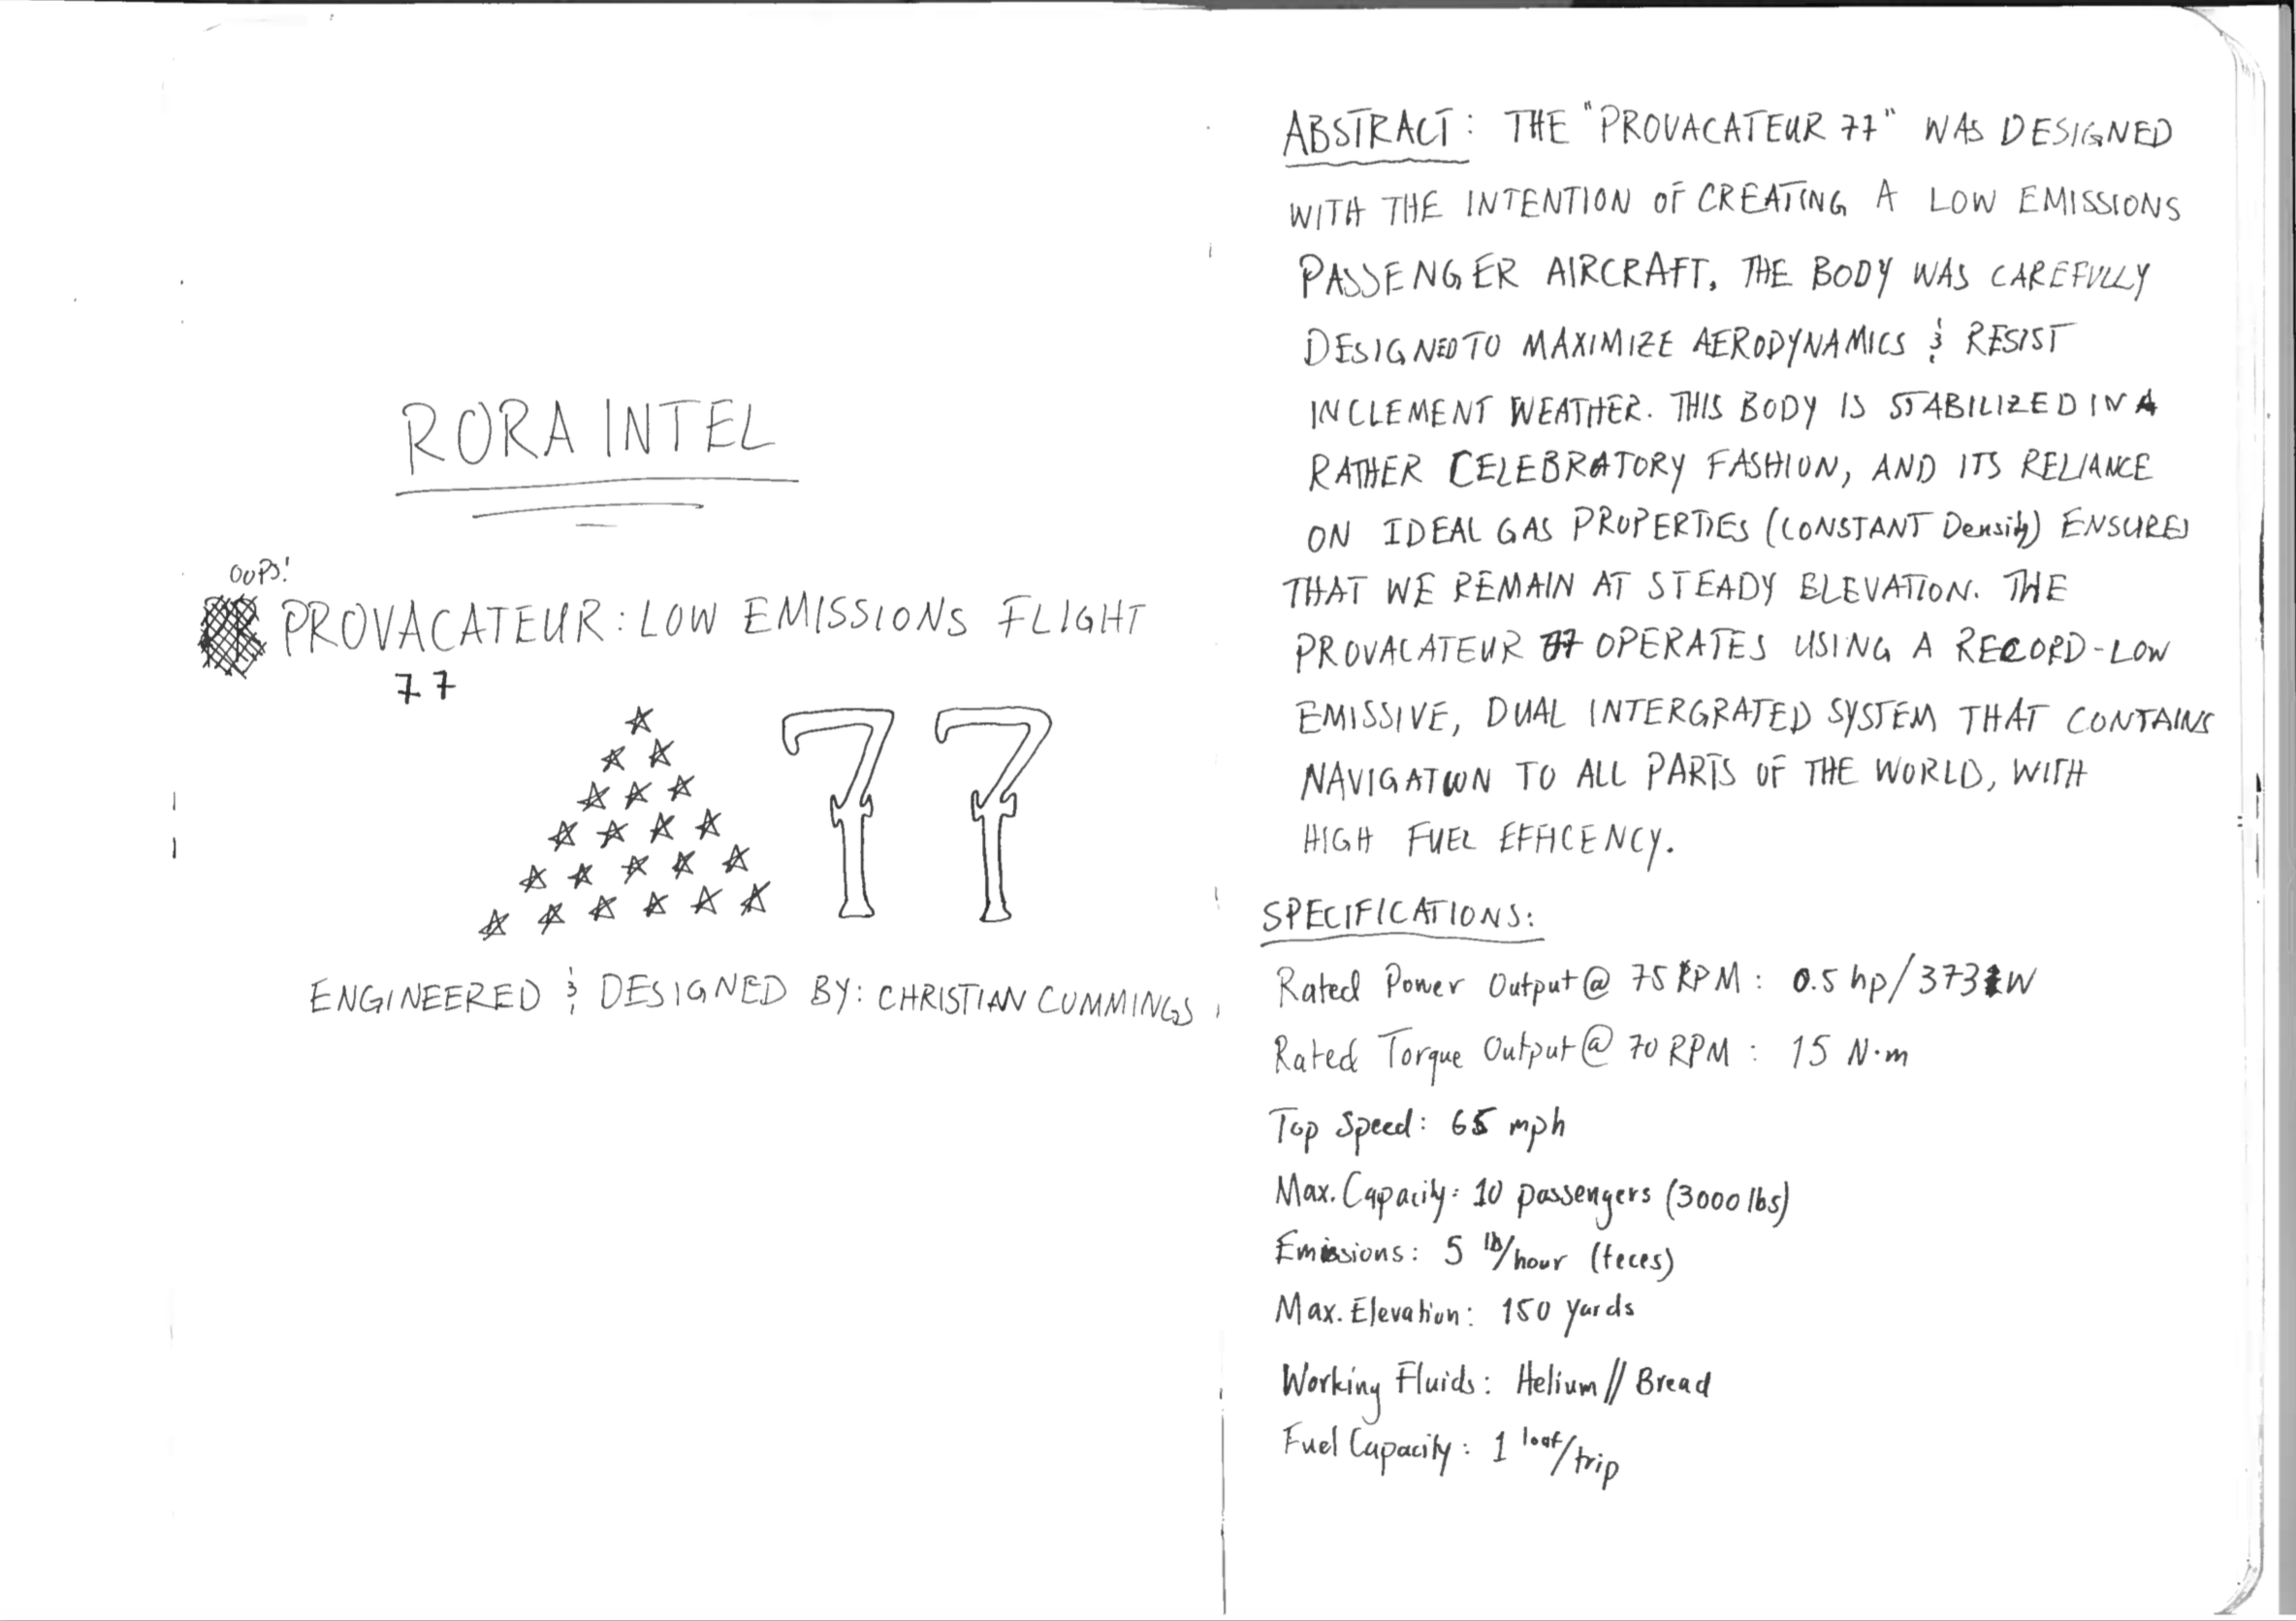 RORA INTEL
OOPS!
PROVACATEUR: LOW EMISSIONS FLIGHT
77
77
ENGINEERED & DESIGNED BY: CHRISTIAN CUMMINGS
ABSTRACT: THE "PROVACATEUR 77" WAS DESIGNED
WITH THE INTENTION OF CREATING A LOW EMISSIONS
PASSENGER AIRCRAFT. THE BODY WAS CAREFULLY
DESIGNED TO MAXIMIZE AERODYNAMICS & RESIST
INCLEMENT WEATHER. THIS BODY IS STABILIZED IN A
RATHER CELEBRATORY FASHION, AND ITS RELIANCE
ON IDEAL GAS PROPERTIES (CONSTANT Density) ENSURES
THAT WE REMAIN AT STEADY ELEVATION. THE
PROVACATEUR 77 OPERATES USING A RECORD-LOW
EMISSIVE, DUAL INTERGRATED SYSTEM THAT CONTAINS
NAVIGATION TO ALL PARTS OF THE WORLD, WITH
HIGH FUEL EFFICENCY.
SPECIFICATIONS:
Rated Power Output @ 75 RPM: 0.5 hp/373 W
Rated Torque Output @ 70 RPM: 15 N·m
Top Speed: 65 mph
Max. Capacity: 10 passengers (3000 lbs)
Emissions: 5 lb/hour (feces)
Max. Elevation: 150 yards
Working Fluids: Helium // Bread
Fuel Capacity: 1 loaf/trip